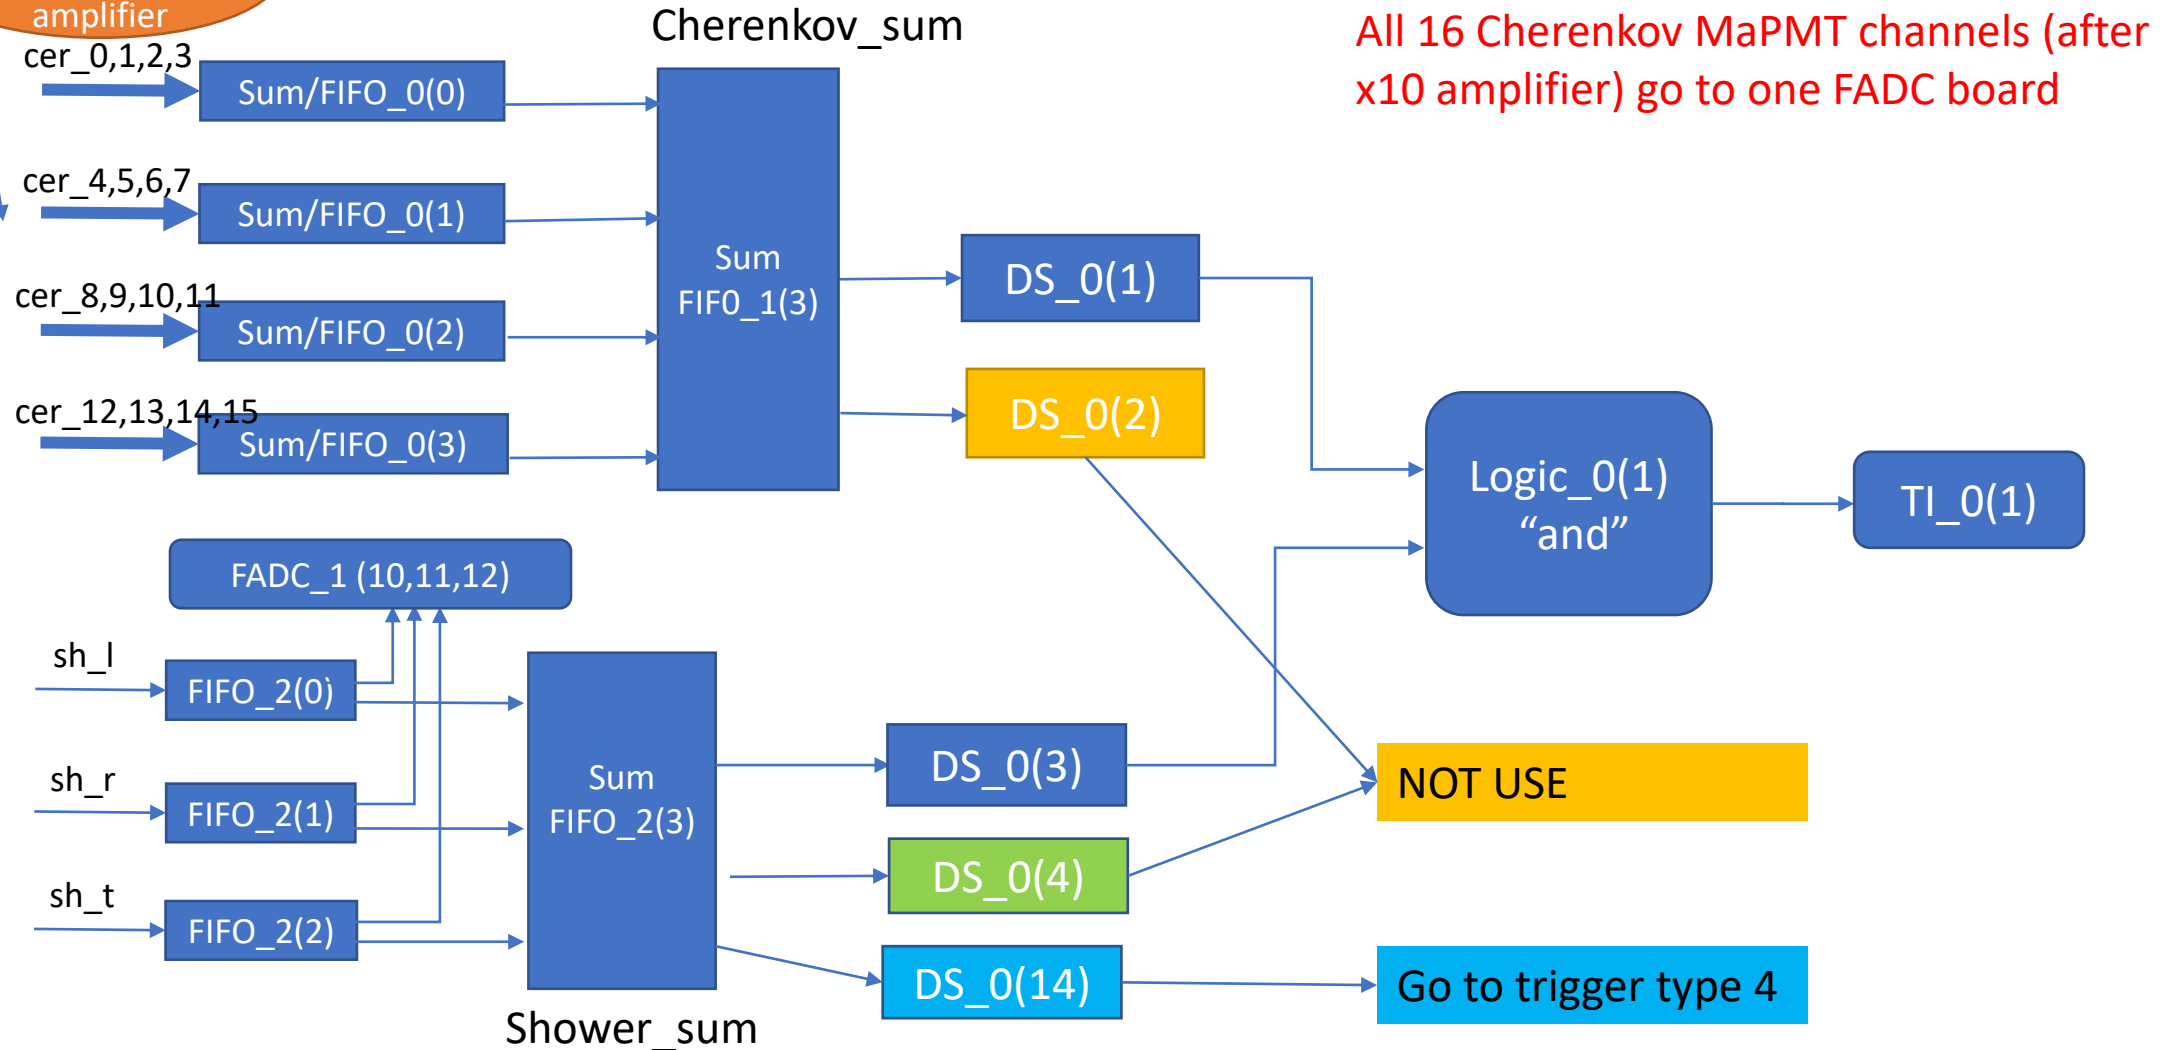 amplifier
Cherenkov_sum
All 16 Cherenkov MaPMT channels (after
x10 amplifier) go to one FADC board
cer_0,1,2,3
Sum/FIFO_0(0)
cer_4,5,6,7
Sum/FIFO_0(1)
cer_8,9,10,11
Sum/FIFO_0(2)
cer_12,13,14,15
Sum/FIFO_0(3)
Sum
FIF0_1(3)
DS_0(1)
DS_0(2)
Logic_0(1)
“and”
TI_0(1)
FADC_1 (10,11,12)
sh_l
FIFO_2(0)
sh_r
FIFO_2(1)
sh_t
FIFO_2(2)
Sum
FIFO_2(3)
DS_0(3)
NOT USE
DS_0(4)
DS_0(14)
Go to trigger type 4
Shower_sum